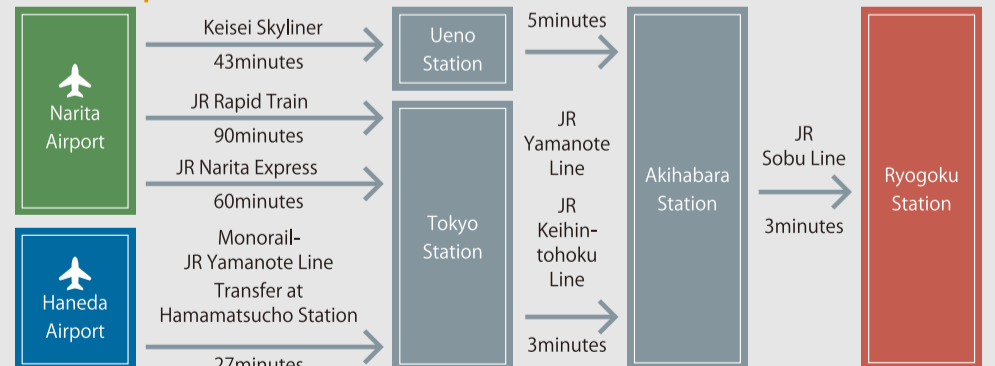 Narita
Airport
Keisei Skyliner
43minutes
JR Rapid Train
90minutes
JR Narita Express
60minutes
Haneda
Airport
Monorail-
JR Yamanote Line
Transfer at
Hamamatsucho Station
27minutes
Ueno
Station
Tokyo
Station
5minutes
JR
Yamanote
Line
JR
Keihin-
tohoku
Line
3minutes
Akihabara
Station
JR
Sobu Line
3minutes
Ryogoku
Station